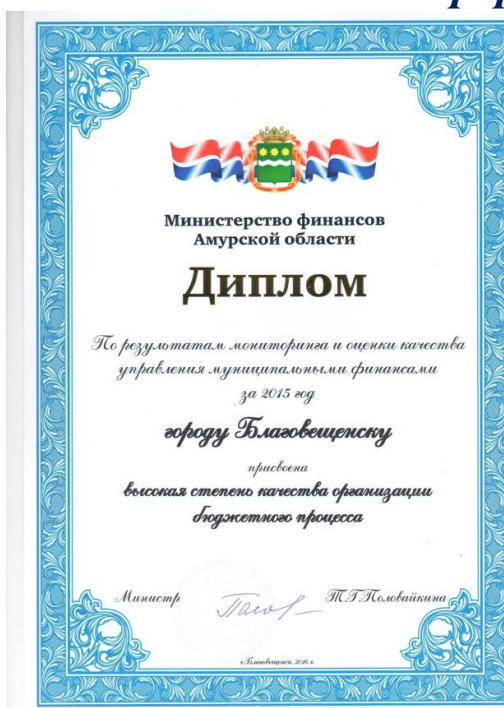 Министерство финансов
Амурской области
Диплом
По результатам мониторинга и оценки качества
управления муниципальными финансами
за 2015 год
городу Благовещенску
присвоена
высокая степень качества организации
бюджетного процесса
Министр Т.Г.Половайкина
г.Благовещенск, 2016 г.